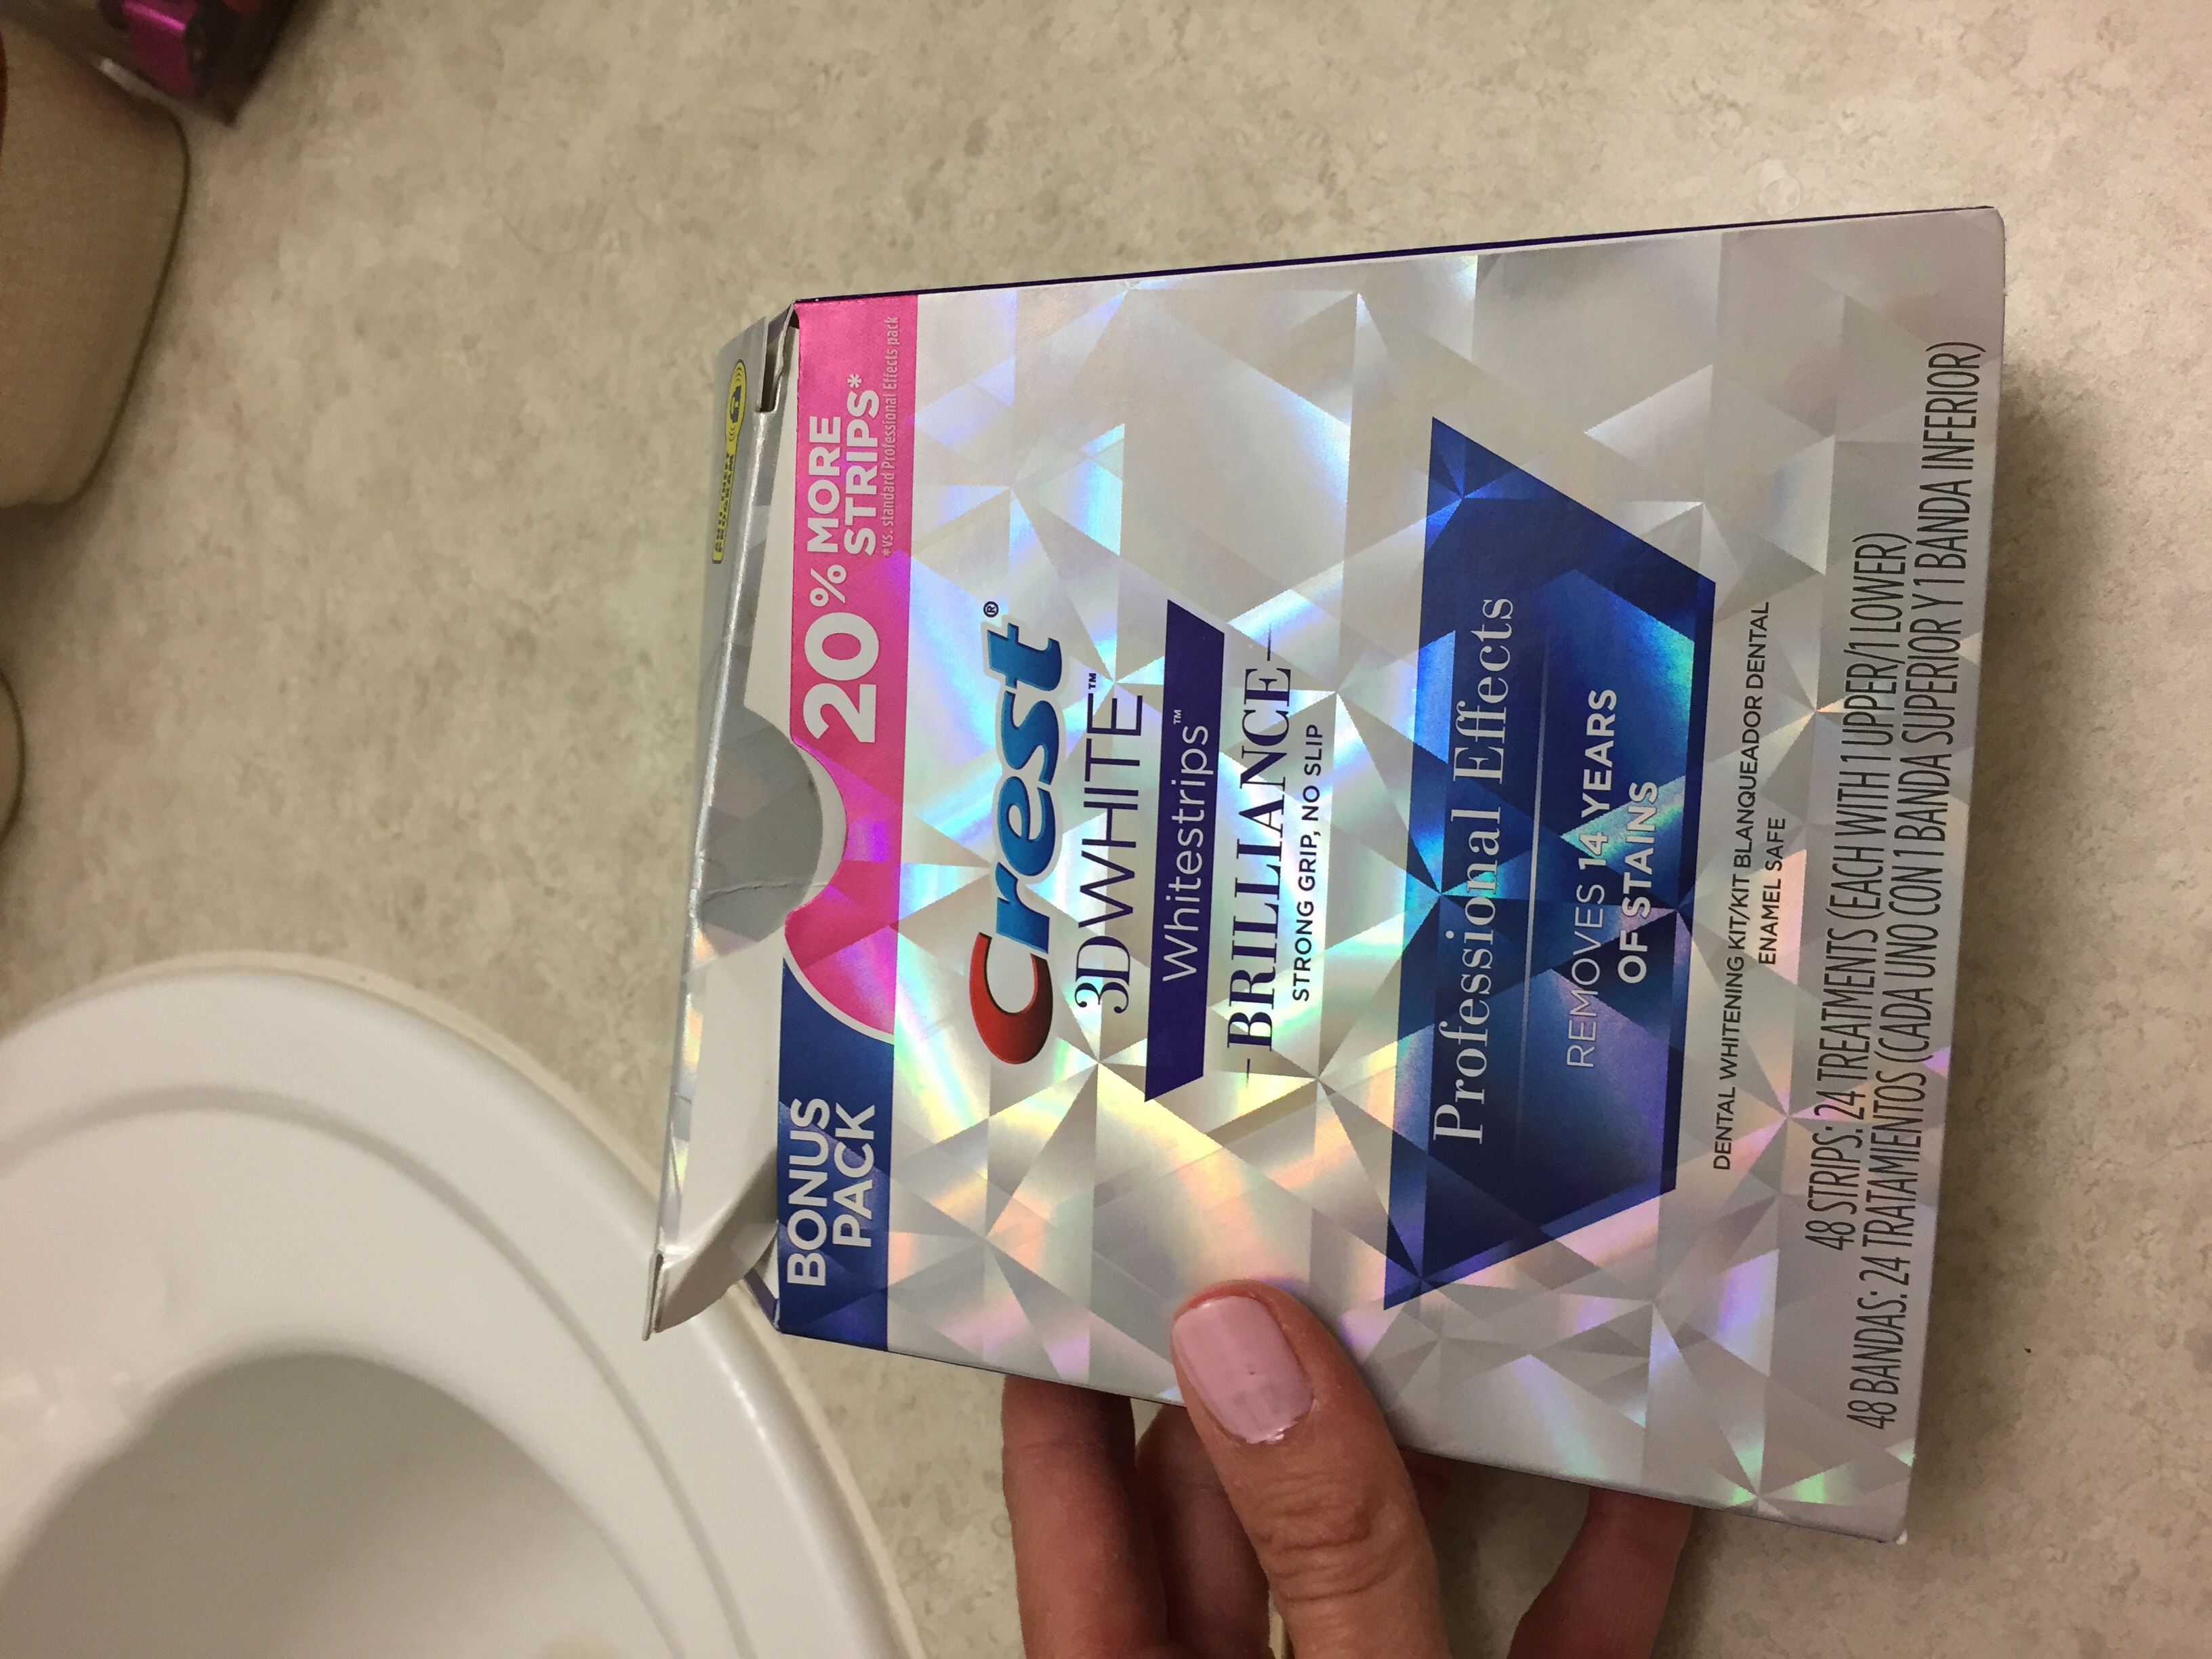 BONUS
PACK
20% MORE
STRIPS*
*vs. standard Professional Effects pack
Crest®
3DWHITE™
Whitestrips™
BRILLIANCE
STRONG GRIP, NO SLIP
Professional Effects
REMOVES 14 YEARS
OF STAINS
DENTAL WHITENING KIT/KIT BLANQUEADOR DENTAL
ENAMEL SAFE
48 STRIPS: 24 TREATMENTS (EACH WITH 1 UPPER/1 LOWER)
48 BANDAS: 24 TRATAMIENTOS (CADA UNO CON 1 BANDA SUPERIOR Y 1 BANDA INFERIOR)